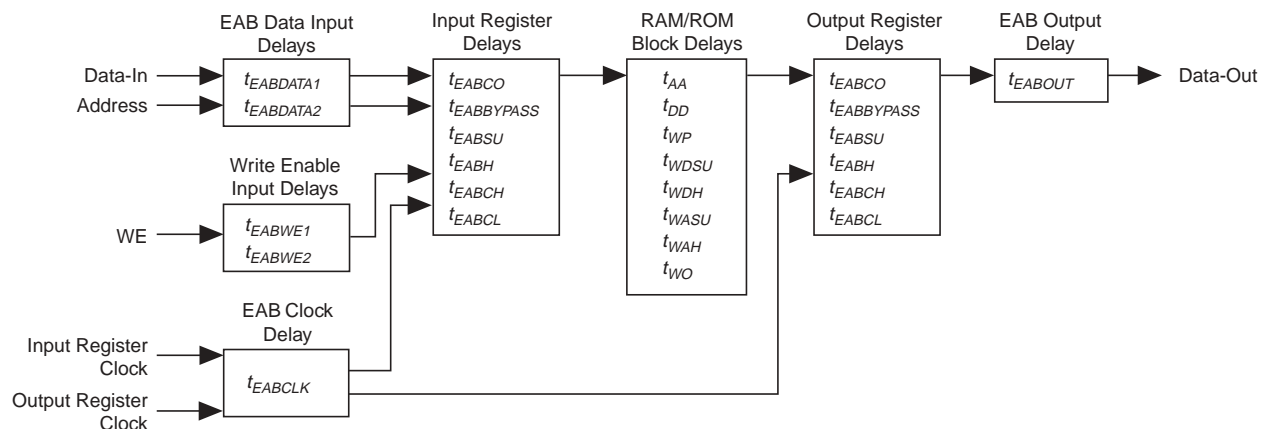 EAB Data Input
Delays
Data-In
Address
tEABDATA1
tEABDATA2
Write Enable
Input Delays
WE
tEABWE1
tEABWE2
EAB Clock
Delay
Input Register
Clock
Output Register
Clock
tEABCLK
Input Register
Delays
tEABCO
tEABBYPASS
tEABSU
tEABH
tEABCH
tEABCL
RAM/ROM
Block Delays
tAA
tDD
tWP
tWDSU
tWDH
tWASU
tWAH
tWO
Output Register
Delays
tEABCO
tEABBYPASS
tEABSU
tEABH
tEABCH
tEABCL
EAB Output
Delay
tEABOUT
Data-Out